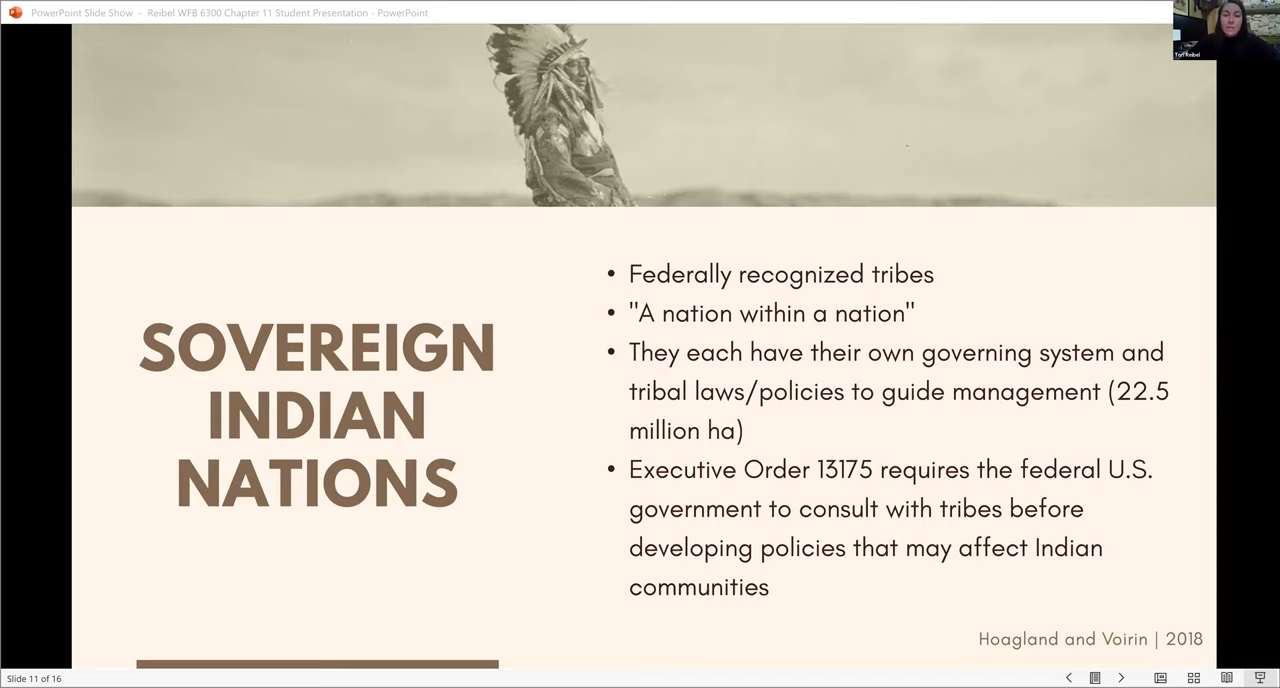 PowerPoint Slide Show - Reibel WFB 6300 Chapter 11 Student Presentation - PowerPoint
Tori Reibel
SOVEREIGN
INDIAN
NATIONS
• Federally recognized tribes
• "A nation within a nation"
• They each have their own governing system and
tribal laws/policies to guide management (22.5
million ha)
• Executive Order 13175 requires the federal U.S.
government to consult with tribes before
developing policies that may affect Indian
communities
Hoagland and Voirin | 2018
Slide 11 of 16